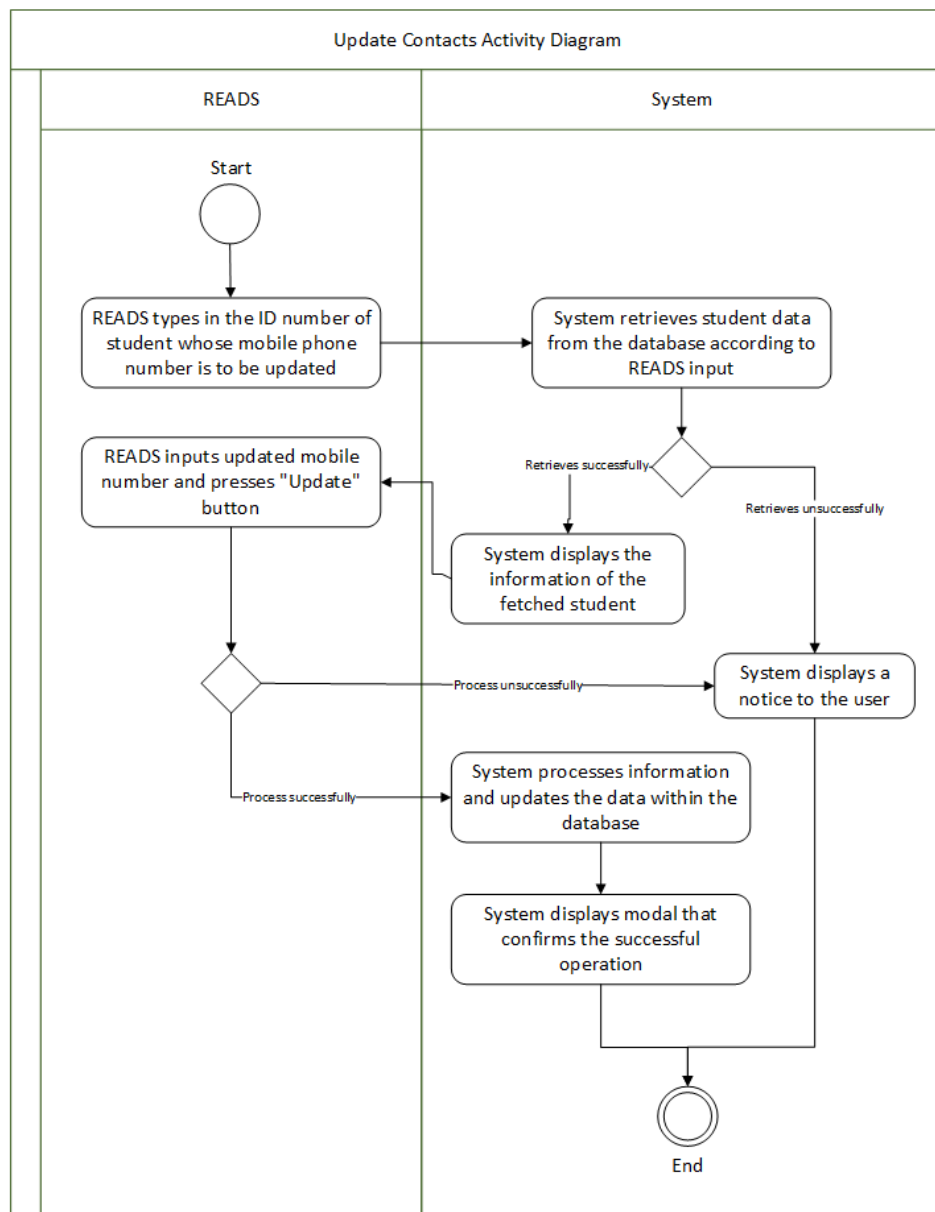 Update Contacts Activity Diagram
READS
System
Start
READS types in the ID number of
student whose mobile phone
number is to be updated
System retrieves student data
from the database according to
READS input
READS inputs updated mobile
number and presses "Update"
button
Retrieves successfully
Retrieves unsuccessfully
System displays the
information of the
fetched student
System displays a
notice to the user
Process unsuccessfully
System processes information
and updates the data within the
database
Process successfully
System displays modal that
confirms the successful
operation
End